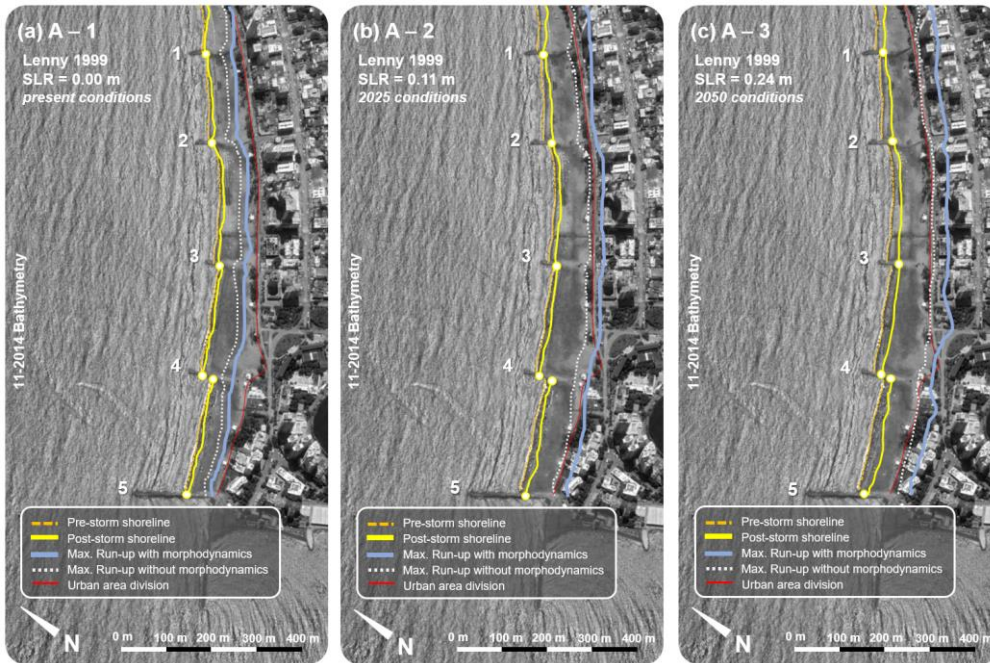 (a) A – 1
Lenny 1999
SLR = 0.00 m
present conditions
1
2
3
4
5
11-2014 Bathymetry
Pre-storm shoreline
Post-storm shoreline
Max. Run-up with morphodynamics
Max. Run-up without morphodynamics
Urban area division
N
0 m 100 m 200 m 300 m 400 m
(b) A – 2
Lenny 1999
SLR = 0.11 m
2025 conditions
1
2
3
4
5
11-2014 Bathymetry
Pre-storm shoreline
Post-storm shoreline
Max. Run-up with morphodynamics
Max. Run-up without morphodynamics
Urban area division
N
0 m 100 m 200 m 300 m 400 m
(c) A – 3
Lenny 1999
SLR = 0.24 m
2050 conditions
1
2
3
4
5
11-2014 Bathymetry
Pre-storm shoreline
Post-storm shoreline
Max. Run-up with morphodynamics
Max. Run-up without morphodynamics
Urban area division
N
0 m 100 m 200 m 300 m 400 m